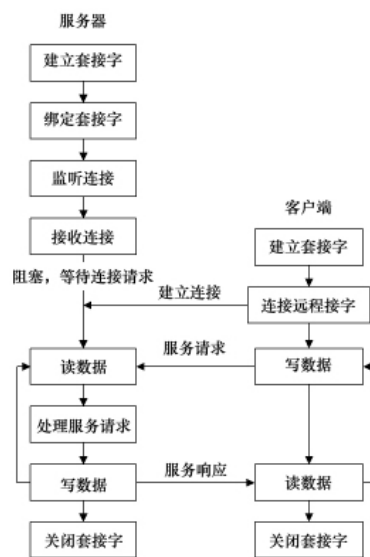 服务器
建立套接字
绑定套接字
监听连接
接收连接
阻塞，等待连接请求
客户端
建立套接字
建立连接
连接远程接字
服务请求
读数据
写数据
处理服务请求
服务响应
写数据
读数据
关闭套接字
关闭套接字